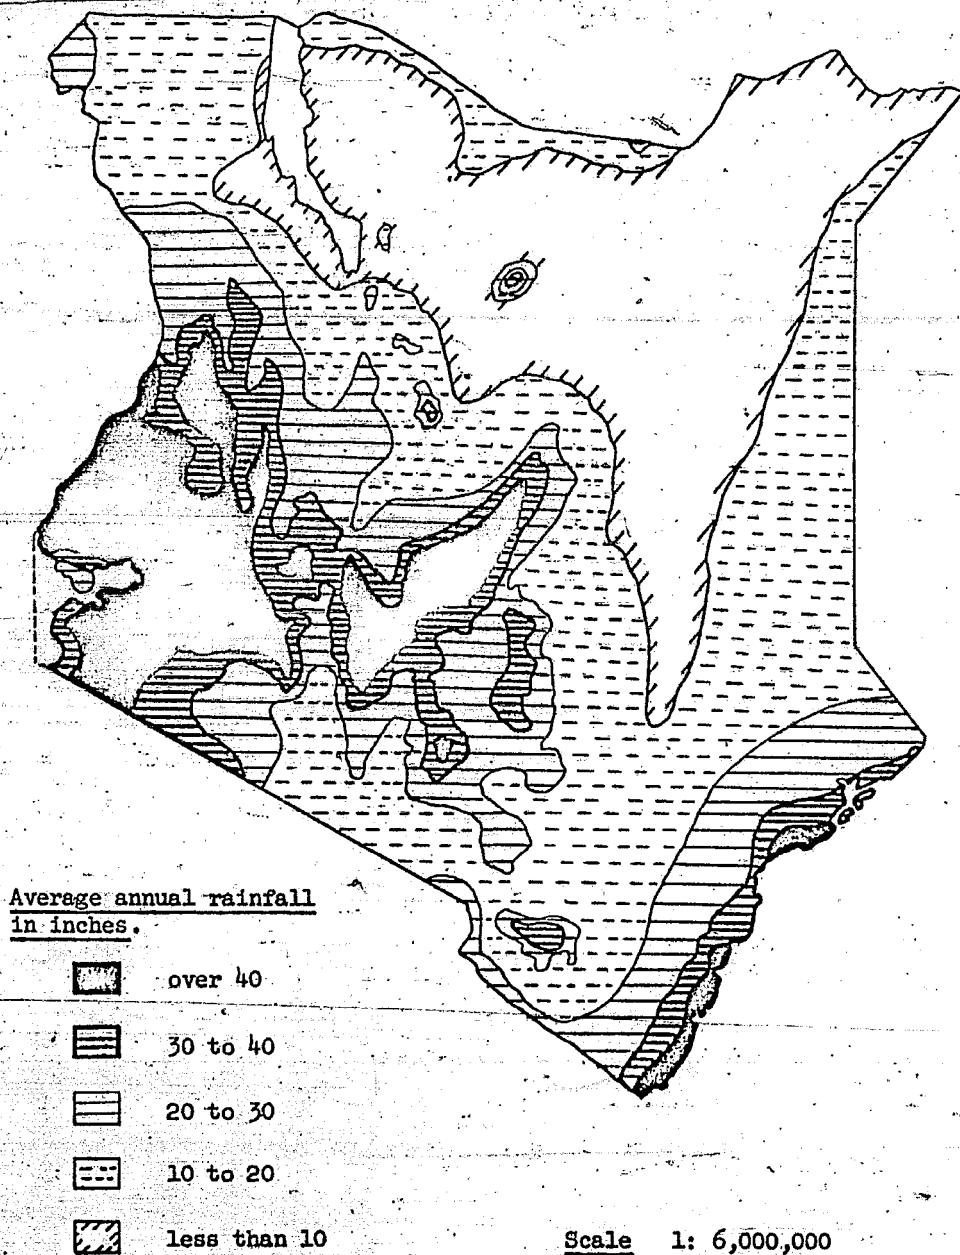 Average annual rainfall
in inches.
over 40
30 to 40
20 to 30
10 to 20
less than 10
Scale 1: 6,000,000